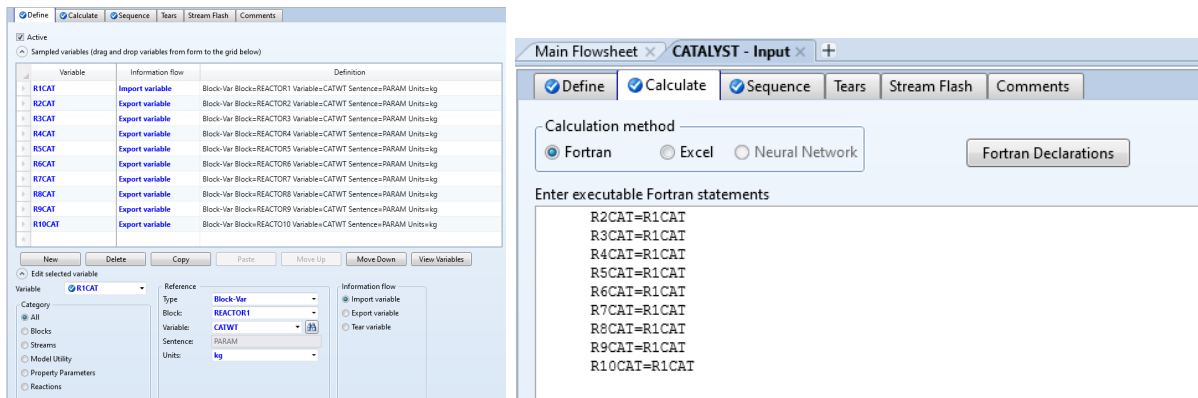 Define Calculate Sequence Tears Stream Flash Comments
Active
Sampled variables (drag and drop variables from form to the grid below)
Variable Information flow Definition
R1CAT Import variable Block-Var Block=REACTOR1 Variable=CATWT Sentence=PARAM Units=kg
R2CAT Export variable Block-Var Block=REACTOR2 Variable=CATWT Sentence=PARAM Units=kg
R3CAT Export variable Block-Var Block=REACTOR3 Variable=CATWT Sentence=PARAM Units=kg
R4CAT Export variable Block-Var Block=REACTOR4 Variable=CATWT Sentence=PARAM Units=kg
R5CAT Export variable Block-Var Block=REACTOR5 Variable=CATWT Sentence=PARAM Units=kg
R6CAT Export variable Block-Var Block=REACTOR6 Variable=CATWT Sentence=PARAM Units=kg
R7CAT Export variable Block-Var Block=REACTOR7 Variable=CATWT Sentence=PARAM Units=kg
R8CAT Export variable Block-Var Block=REACTOR8 Variable=CATWT Sentence=PARAM Units=kg
R9CAT Export variable Block-Var Block=REACTOR9 Variable=CATWT Sentence=PARAM Units=kg
R10CAT Export variable Block-Var Block=REACTO10 Variable=CATWT Sentence=PARAM Units=kg
New Delete Copy Paste Move Up Move Down View Variables
Edit selected variable
Variable R1CAT
Category
All
Blocks
Streams
Model Utility
Property Parameters
Reactions
Reference
Type Block-Var
Block: REACTOR1
Variable: CATWT
Sentence: PARAM
Units: kg
Information flow
Import variable
Export variable
Tear variable
Main Flowsheet × CATALYST - Input × +
Define Calculate Sequence Tears Stream Flash Comments
Calculation method
Fortran Excel Neural Network
Fortran Declarations
Enter executable Fortran statements
R2CAT=R1CAT
R3CAT=R1CAT
R4CAT=R1CAT
R5CAT=R1CAT
R6CAT=R1CAT
R7CAT=R1CAT
R8CAT=R1CAT
R9CAT=R1CAT
R10CAT=R1CAT